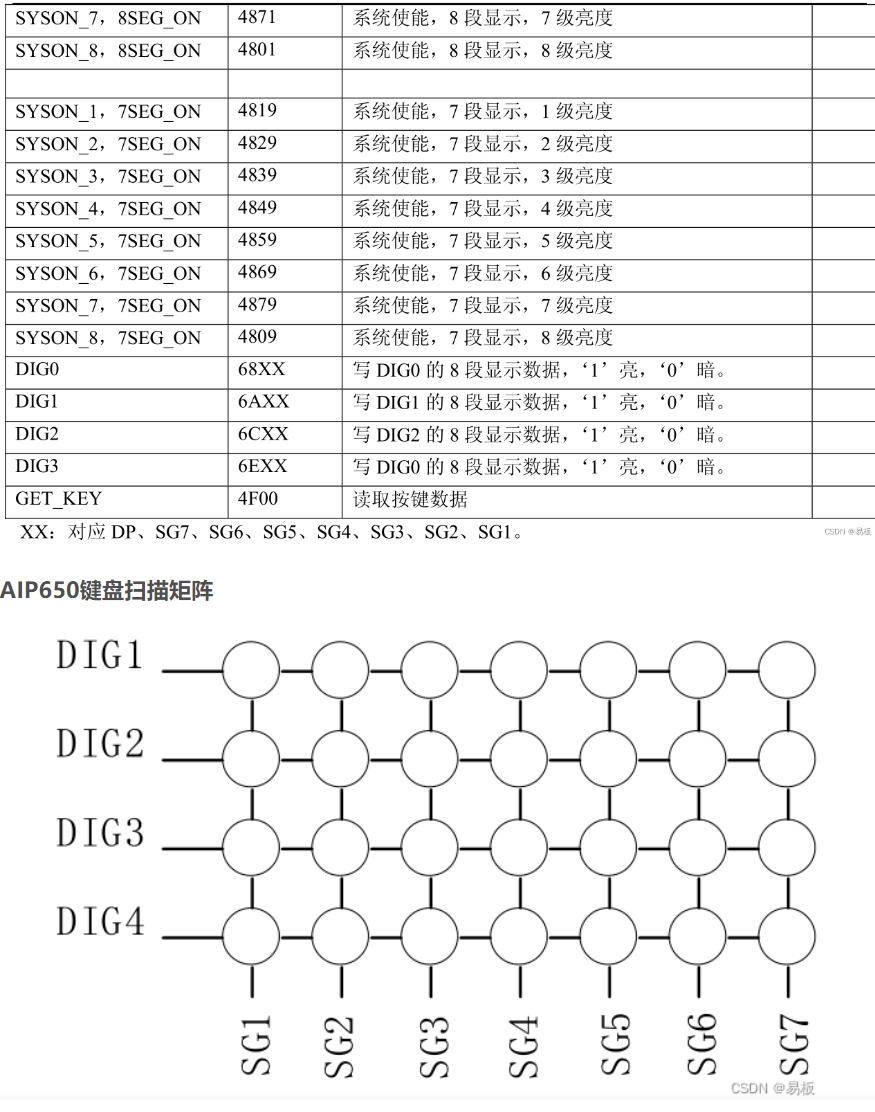 SYSON_7，8SEG_ON 4871 系统使能，8 段显示，7 级亮度
SYSON_8，8SEG_ON 4801 系统使能，8 段显示，8 级亮度
SYSON_1，7SEG_ON 4819 系统使能，7 段显示，1 级亮度
SYSON_2，7SEG_ON 4829 系统使能，7 段显示，2 级亮度
SYSON_3，7SEG_ON 4839 系统使能，7 段显示，3 级亮度
SYSON_4，7SEG_ON 4849 系统使能，7 段显示，4 级亮度
SYSON_5，7SEG_ON 4859 系统使能，7 段显示，5 级亮度
SYSON_6，7SEG_ON 4869 系统使能，7 段显示，6 级亮度
SYSON_7，7SEG_ON 4879 系统使能，7 段显示，7 级亮度
SYSON_8，7SEG_ON 4809 系统使能，7 段显示，8 级亮度
DIG0 68XX 写 DIG0 的 8 段显示数据，‘1’亮，‘0’暗。
DIG1 6AXX 写 DIG1 的 8 段显示数据，‘1’亮，‘0’暗。
DIG2 6CXX 写 DIG2 的 8 段显示数据，‘1’亮，‘0’暗。
DIG3 6EXX 写 DIG0 的 8 段显示数据，‘1’亮，‘0’暗。
GET_KEY 4F00 读取按键数据
XX：对应 DP、SG7、SG6、SG5、SG4、SG3、SG2、SG1。
CSDN @易板
AIP650键盘扫描矩阵
DIG1
DIG2
DIG3
DIG4
SG1 SG2 SG3 SG4 SG5 SG6 SG7
CSDN @易板